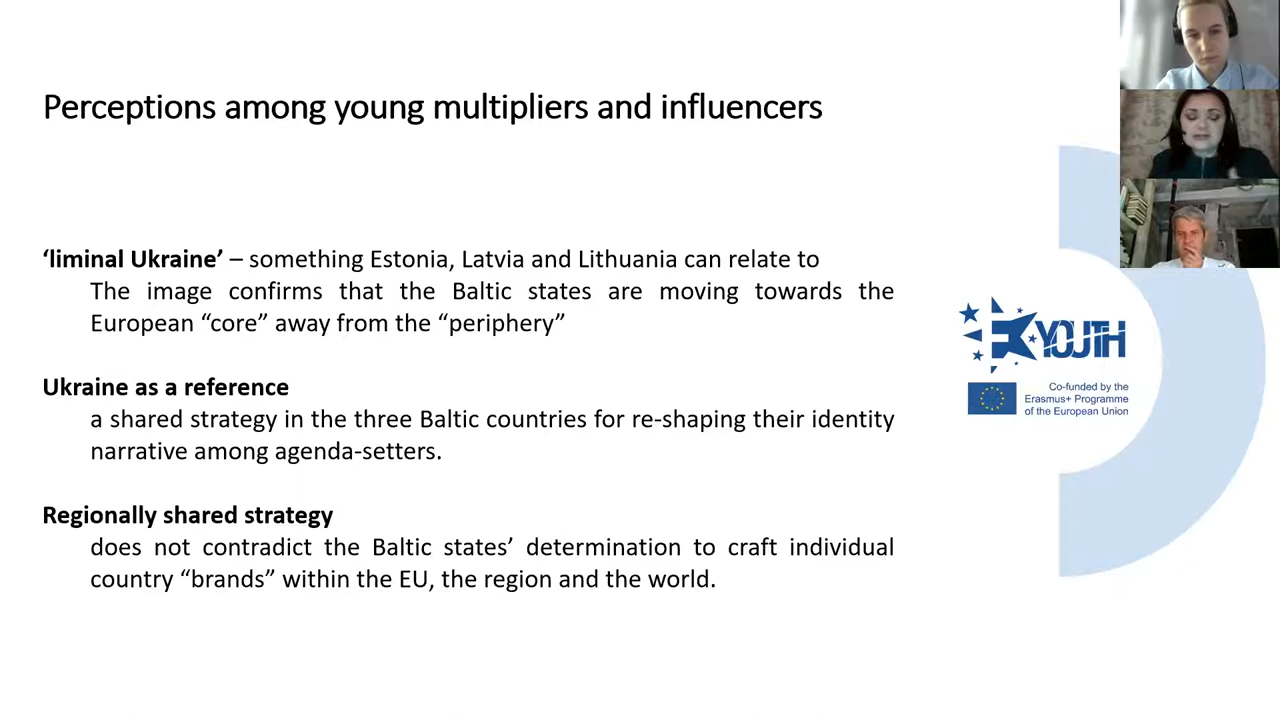 Perceptions among young multipliers and influencers
‘liminal Ukraine’ – something Estonia, Latvia and Lithuania can relate to
The image confirms that the Baltic states are moving towards the
European “core” away from the “periphery”
Ukraine as a reference
a shared strategy in the three Baltic countries for re-shaping their identity
narrative among agenda-setters.
Regionally shared strategy
does not contradict the Baltic states’ determination to craft individual
country “brands” within the EU, the region and the world.
E YOUTH
Co-funded by the
Erasmus+ Programme
of the European Union